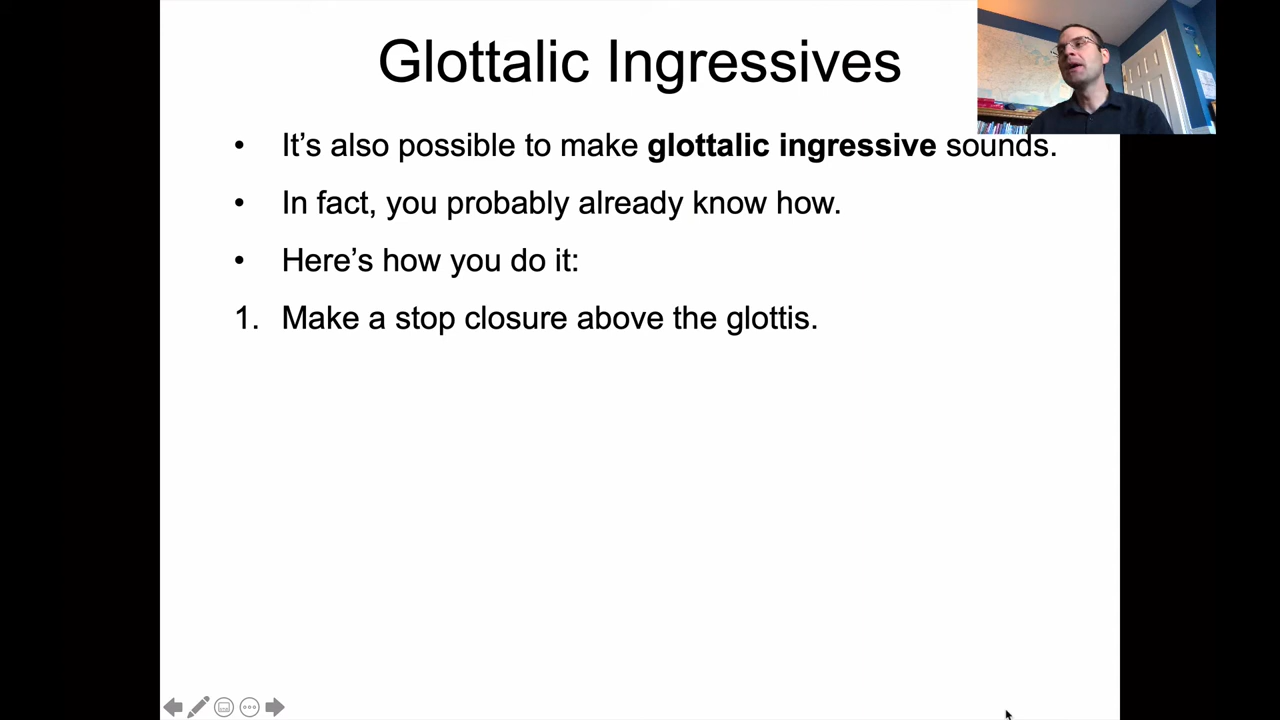 Glottalic Ingressives
• It's also possible to make glottalic ingressive sounds.
• In fact, you probably already know how.
• Here's how you do it:
1. Make a stop closure above the glottis.